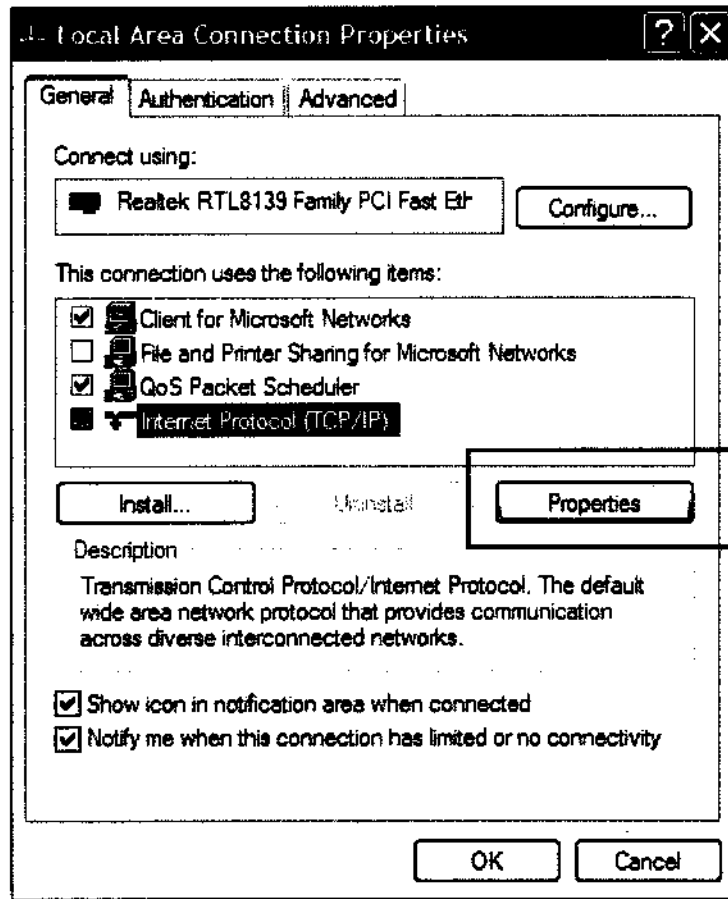 Local Area Connection Properties ? X
General Authentication Advanced
Connect using:
Realtek RTL8139 Family PCI Fast Eth Configure...
This connection uses the following items:
Client for Microsoft Networks
File and Printer Sharing for Microsoft Networks
QoS Packet Scheduler
Internet Protocol (TCP/IP)
Install... Uninstall Properties
Description
Transmission Control Protocol/Internet Protocol. The default
wide area network protocol that provides communication
across diverse interconnected networks.
Show icon in notification area when connected
Notify me when this connection has limited or no connectivity
OK Cancel